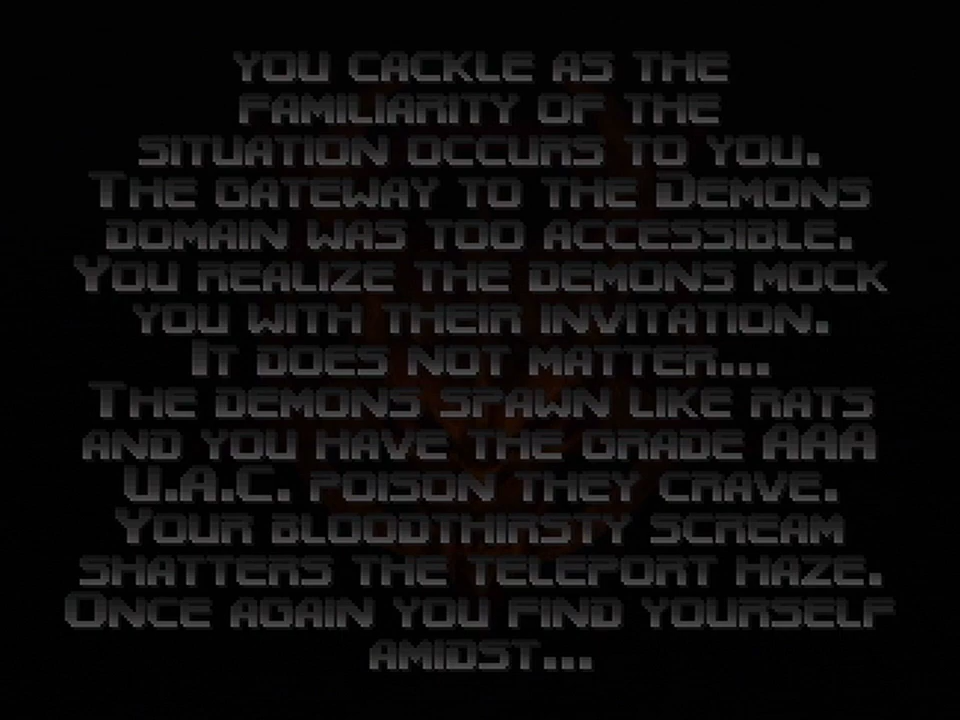 you cackle as the
familiarity of the
situation occurs to you.
The gateway to the Demons
domain was too accessible.
You realize the demons mock
you with their invitation.
It does not matter...
The demons spawn like rats
and you have the grade AAA
U.A.C. poison they crave.
Your bloodthirsty scream
shatters the teleport haze.
Once again you find yourself
amidst...